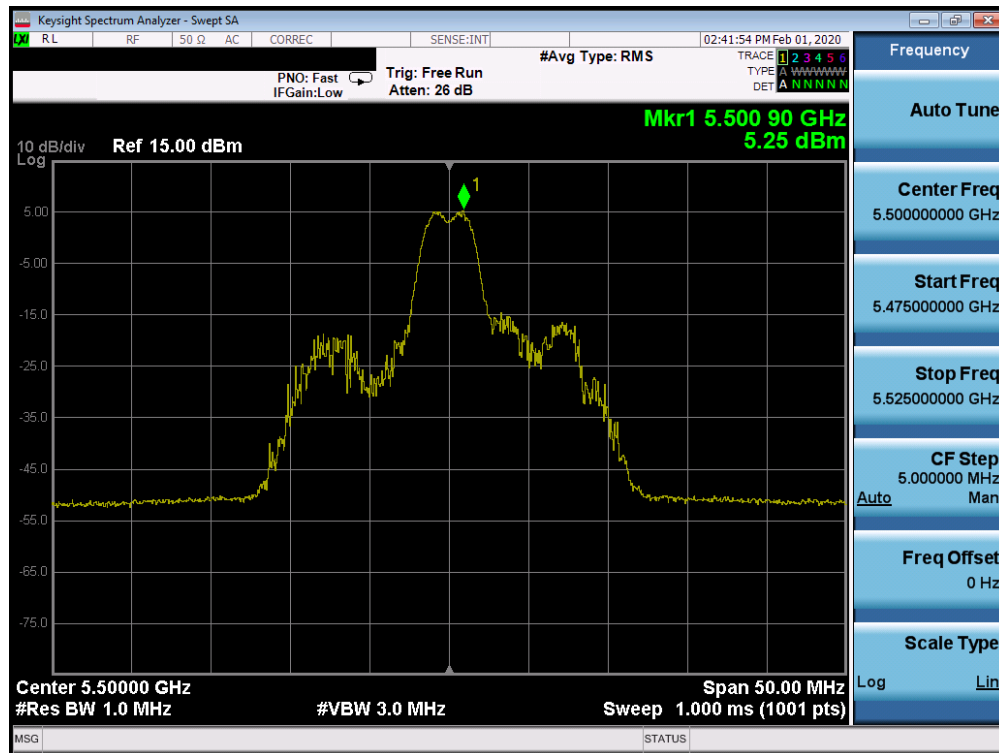 Keysight Spectrum Analyzer - Swept SA
LXI RL RF 50 Ω AC CORREC SENSE:INT 02:41:54 PM Feb 01, 2020
#Avg Type: RMS TRACE 1 2 3 4 5 6
PNO: Fast Trig: Free Run TYPE A WWWWW
IFGain:Low Atten: 26 dB DET A N N N N N
Mkr1 5.500 90 GHz
5.25 dBm
10 dB/div Ref 15.00 dBm
Log
1
5.00
-5.00
-15.0
-25.0
-35.0
-45.0
-55.0
-65.0
-75.0
Center 5.50000 GHz Span 50.00 MHz
#Res BW 1.0 MHz #VBW 3.0 MHz Sweep 1.000 ms (1001 pts)
MSG STATUS
Frequency
Auto Tune
Center Freq
5.500000000 GHz
Start Freq
5.475000000 GHz
Stop Freq
5.525000000 GHz
CF Step
5.000000 MHz
Auto Man
Freq Offset
0 Hz
Scale Type
Log Lin